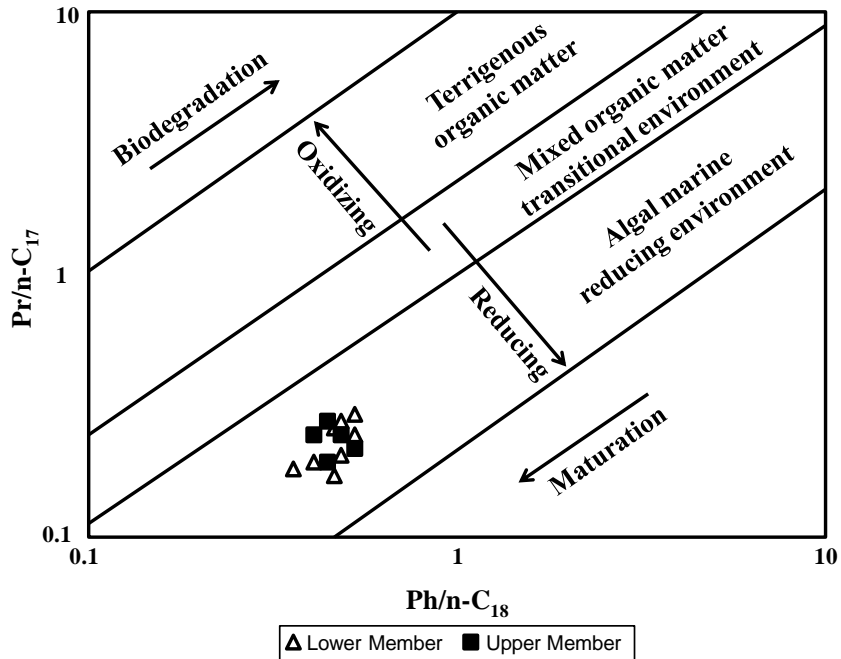 10
1
0.1
Pr/n-C₁₇
Biodegradation
Oxidizing
Terrigenous
organic matter
Mixed organic matter
transitional environment
Algal marine
reducing environment
Reducing
Maturation
0.1
1
10
Ph/n-C₁₈
Lower Member
Upper Member